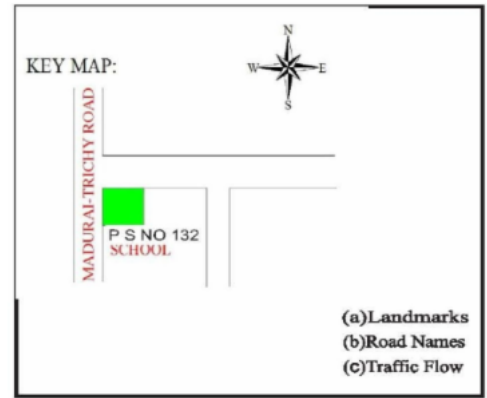 N
KEY MAP:
W E
S
MADURAI-TRICHY ROAD
P S NO 132
SCHOOL
(a)Landmarks
(b)Road Names
(c)Traffic Flow